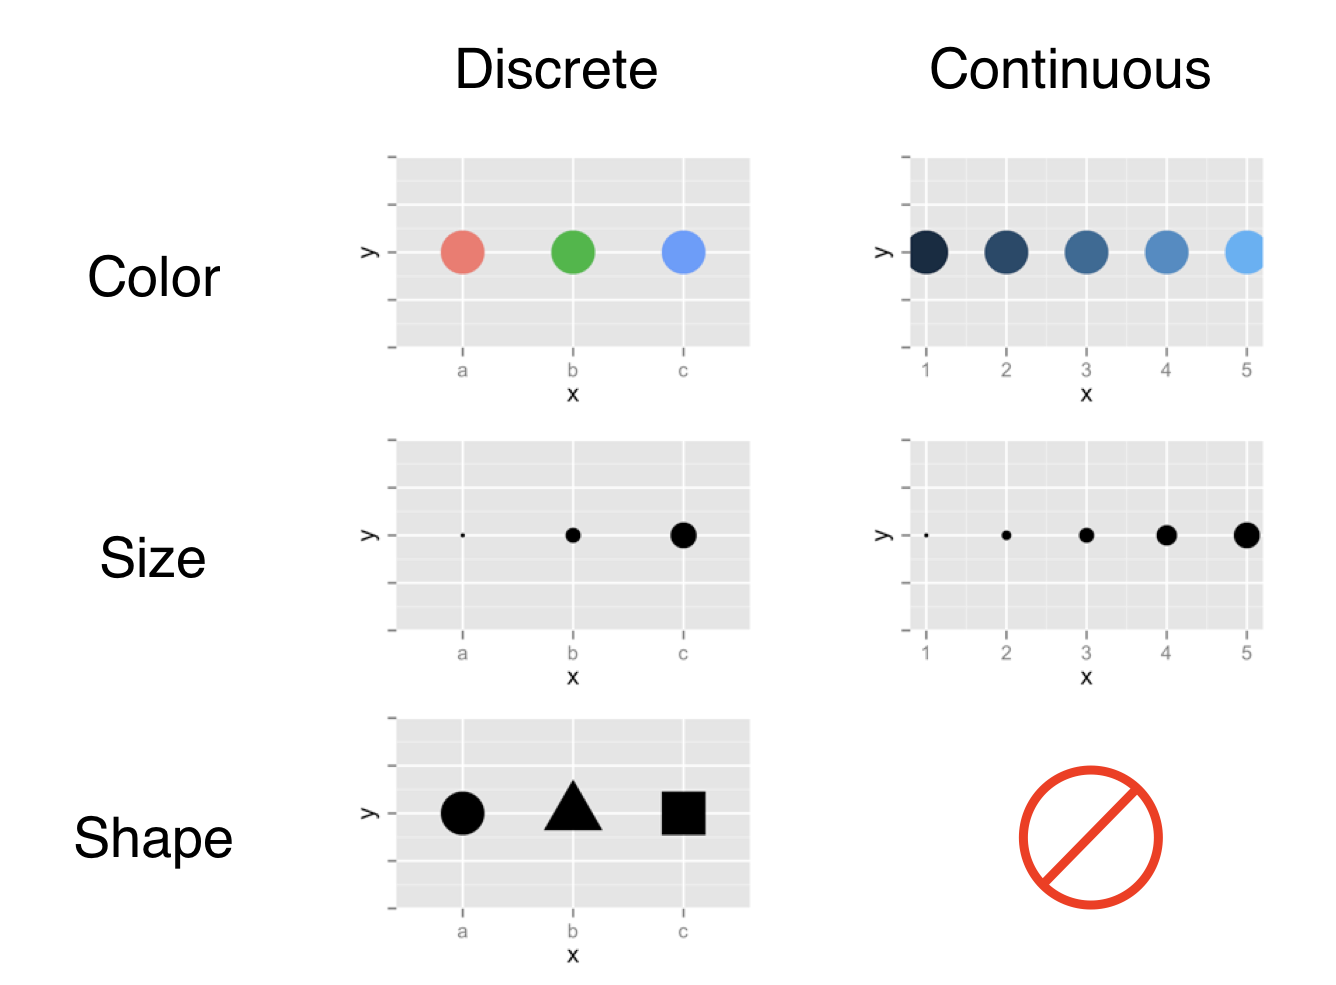 Discrete Continuous
Color
y y
a b c 1 2 3 4 5
x x
Size
y y
a b c 1 2 3 4 5
x x
Shape
y
a b c
x